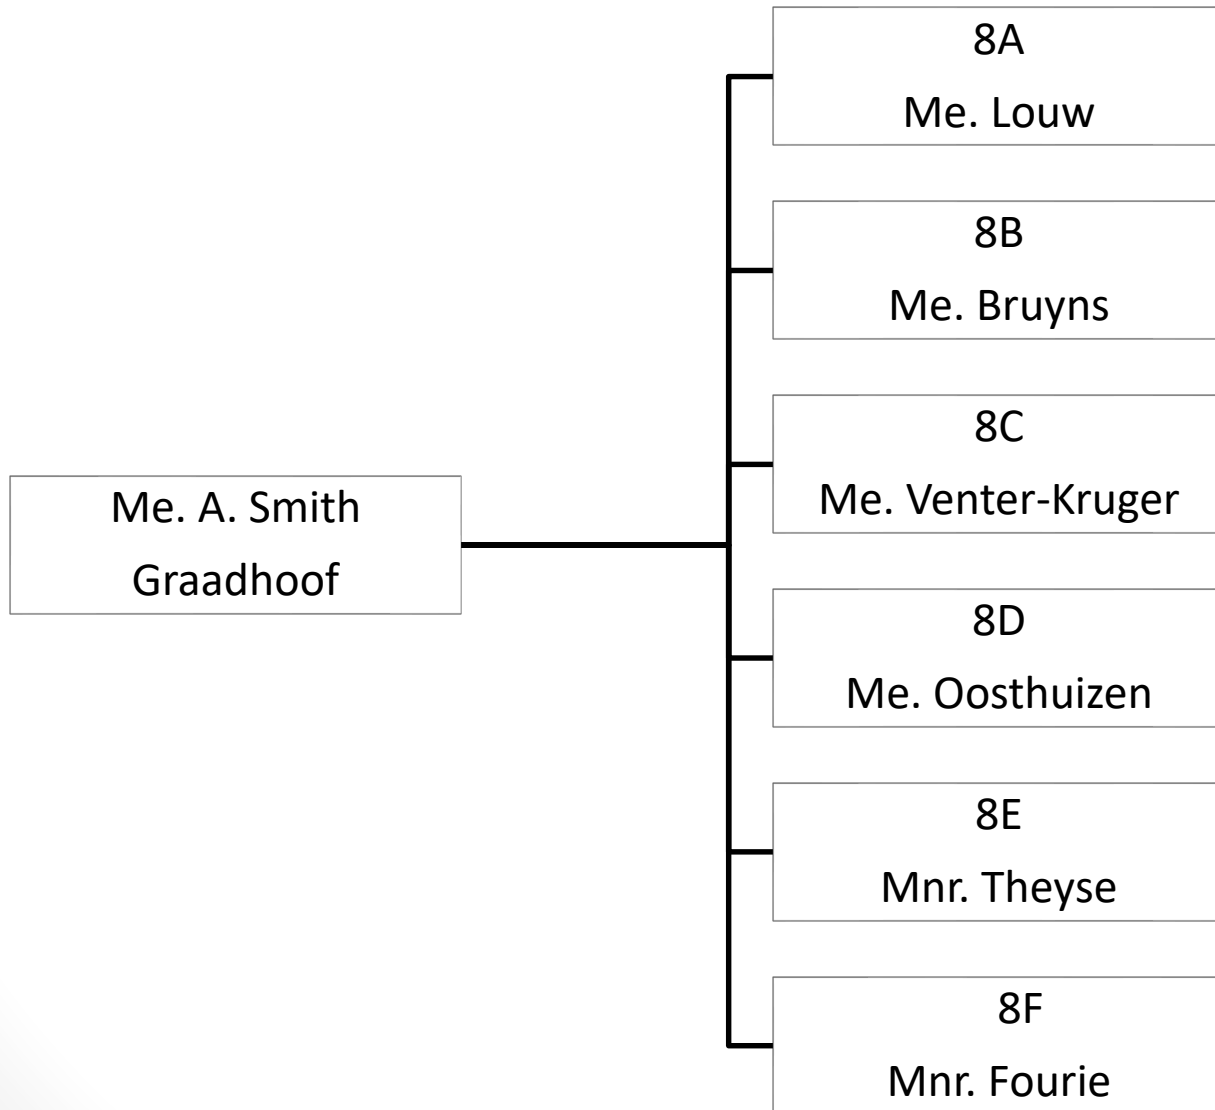 Me. A. Smith
Graadhoof
8A
Me. Louw
8B
Me. Bruyns
8C
Me. Venter-Kruger
8D
Me. Oosthuizen
8E
Mnr. Theyse
8F
Mnr. Fourie